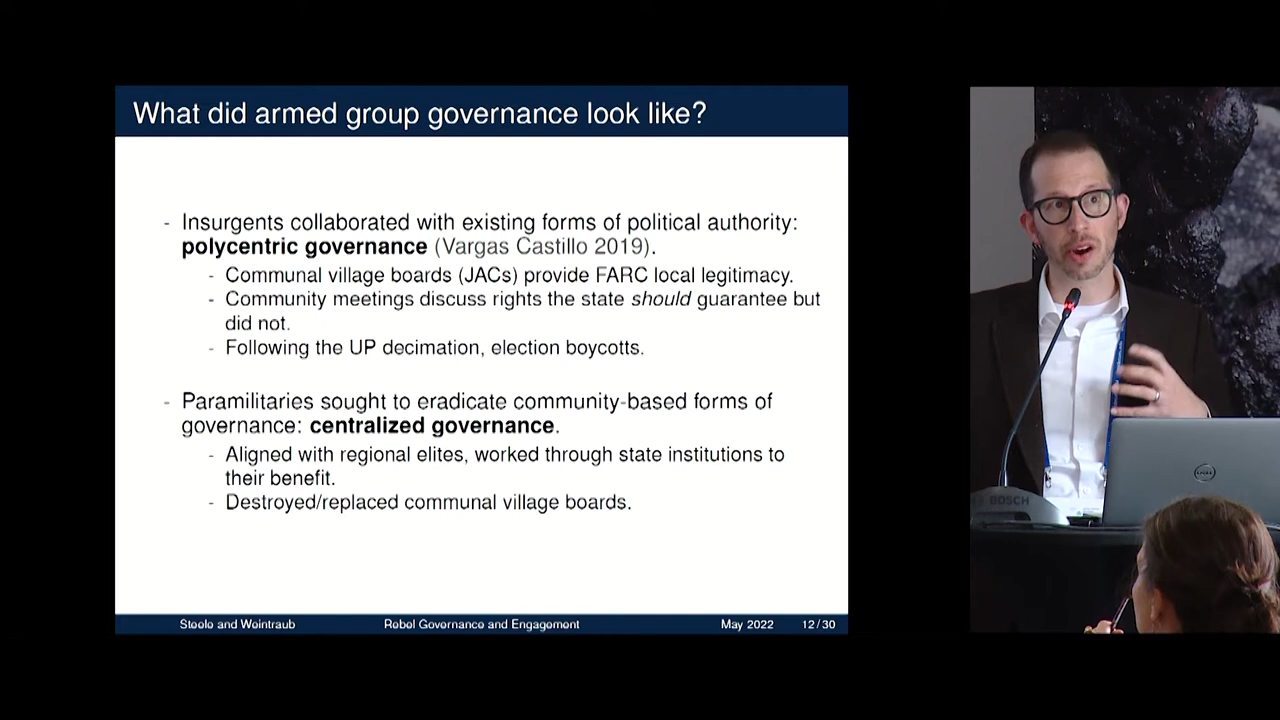 What did armed group governance look like?
- Insurgents collaborated with existing forms of political authority:
polycentric governance (Vargas Castillo 2019).
- Communal village boards (JACs) provide FARC local legitimacy.
- Community meetings discuss rights the state should guarantee but
did not.
- Following the UP decimation, election boycotts.
- Paramilitaries sought to eradicate community-based forms of
governance: centralized governance.
- Aligned with regional elites, worked through state institutions to
their benefit.
- Destroyed/replaced communal village boards.
Steele and Weintraub Rebel Governance and Engagement May 2022 12/30
DELL
BOSCH